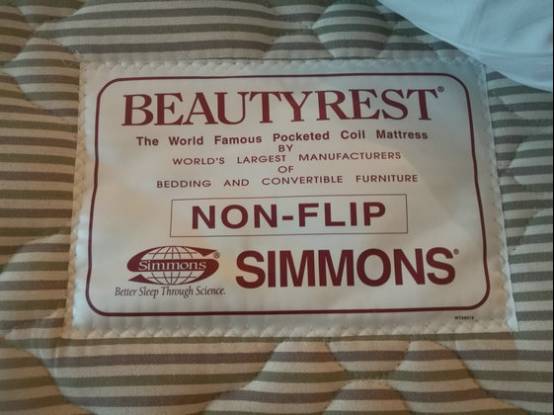 BEAUTYREST®
The World Famous Pocketed Coil Mattress
BY
WORLD'S LARGEST MANUFACTURERS
OF
BEDDING AND CONVERTIBLE FURNITURE
NON-FLIP
Simmons®
Better Sleep Through Science.
SIMMONS®